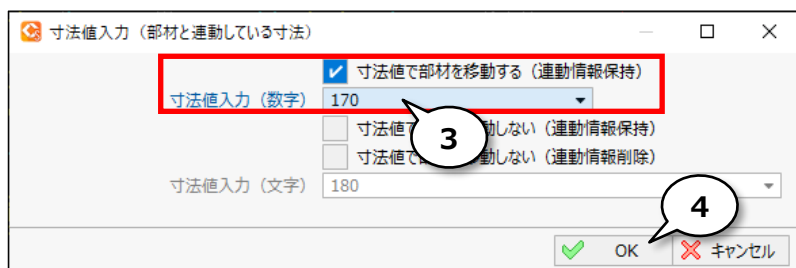 寸法値入力（部材と連動している寸法）
寸法値で部材を移動する（連動情報保持）
寸法値入力（数字） 170
3
寸法値で 動しない（連動情報保持）
寸法値で 動しない（連動情報削除）
寸法値入力（文字） 180
4
OK キャンセル